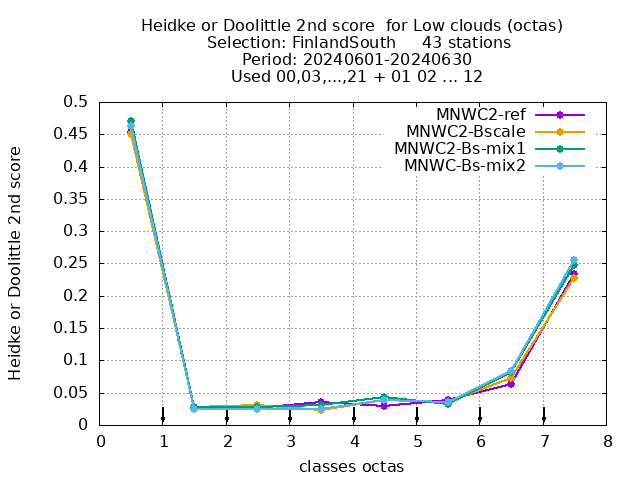 Heidke or Doolittle 2nd score  for Low clouds (octas)
Selection: FinlandSouth     43 stations
Period: 20240601-20240630
Used 00,03,...,21 + 01 02 ... 12
MNWC2-ref
MNWC2-Bscale
MNWC2-Bs-mix1
MNWC-Bs-mix2
Heidke or Doolittle 2nd score
0.5
0.45
0.4
0.35
0.3
0.25
0.2
0.15
0.1
0.05
0
0 1 2 3 4 5 6 7 8
classes octas